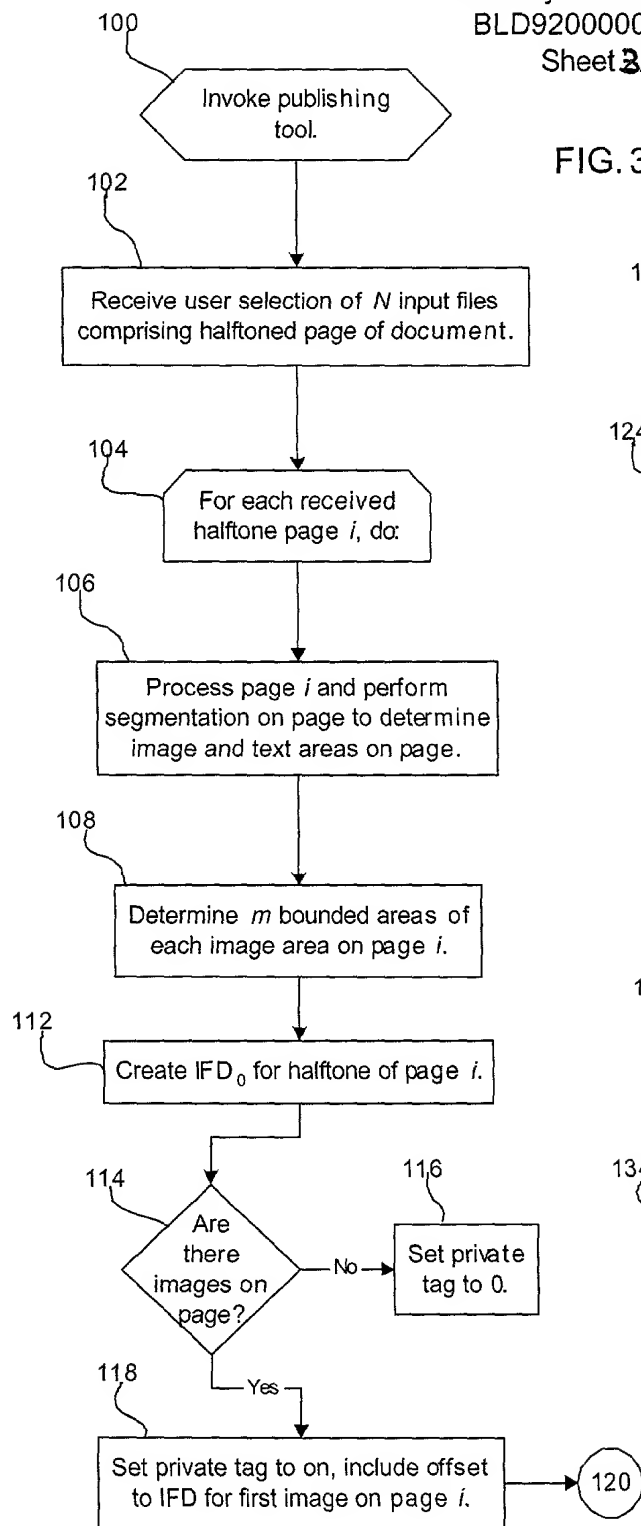 100
BLD9200000
Sheet
Invoke publishing
tool.
FIG. 3
102
Receive user selection of N input files
comprising halftoned page of document.
104
124
For each received
halftone page i, do:
106
Process page i and perform
segmentation on page to determine
image and text areas on page.
108
Determine m bounded areas of
each image area on page i.
112
Create IFD0 for halftone of page i.
114
116
134
Are
there
images on
page?
No
Set private
tag to 0.
118
Yes
Set private tag to on, include offset
to IFD for first image on page i.
120